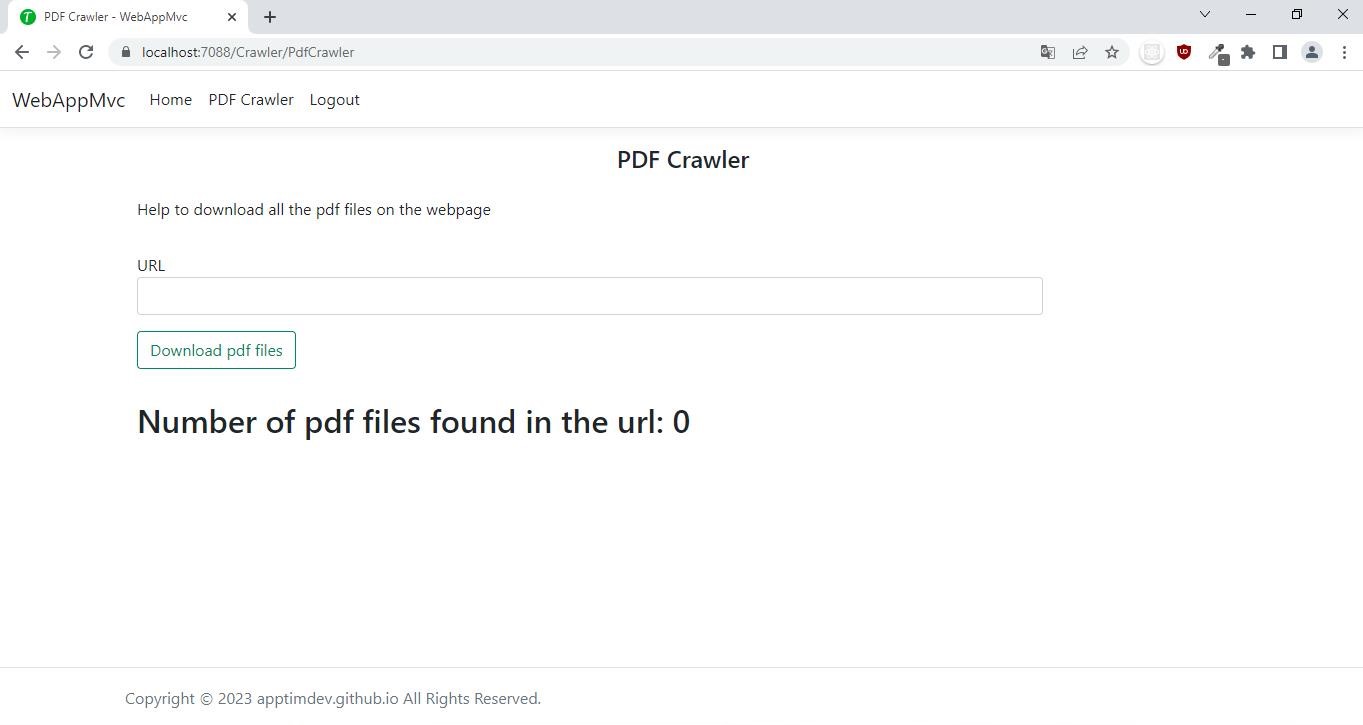 PDF Crawler - WebAppMvc
localhost:7088/Crawler/PdfCrawler
WebAppMvc Home PDF Crawler Logout
PDF Crawler
Help to download all the pdf files on the webpage
URL
Download pdf files
Number of pdf files found in the url: 0
Copyright © 2023 apptimdev.github.io All Rights Reserved.